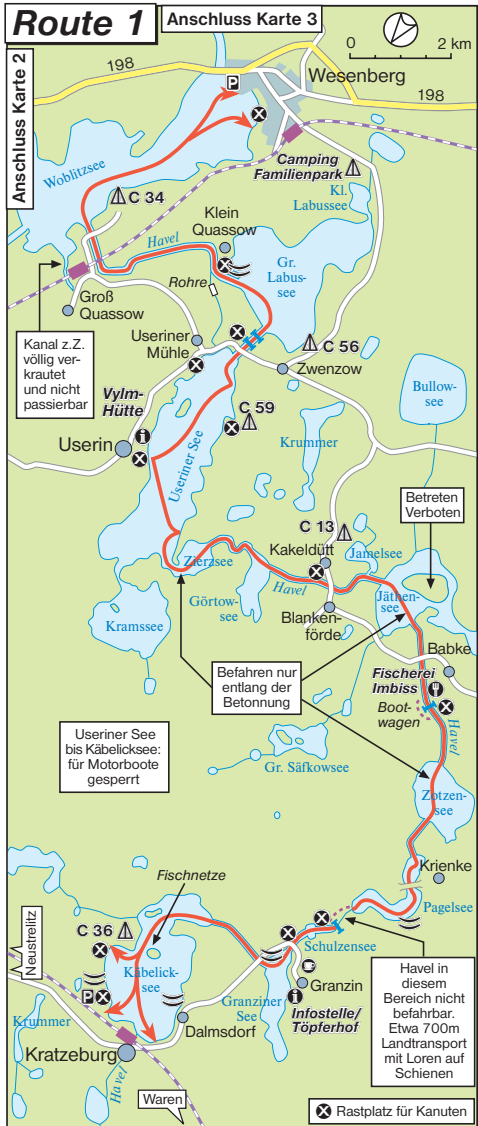 Route 1
Anschluss Karte 3
Anschluss Karte 2
0 2 km
198
P
Wesenberg
198
Woblitzsee
Camping
Familienpark
Kl.
Labussee
C 34
Klein
Quassow
Havel
Gr.
Labus-
see
Rohre
Groß
Quassow
Useriner
Mühle
Kanal z.Z.
völlig ver-
krautet
und nicht
passierbar
C 56
Zwenzow
Bullow-
see
Vylm-
Hütte
Userin
C 59
Useriner See
Krummer
Betreten
Verboten
C 13
Kakeldütt
Jamelsee
Zierzsee
Havel
Görtow-
see
Jäthen-
see
Kramssee
Blanken-
förde
Babke
Befahren nur
entlang der
Betonnung
Fischerei
Imbiss
Boot-
wagen
Havel
Useriner See
bis Käbelicksee:
für Motorboote
gesperrt
Gr. Säfkowsee
Zotzen-
see
Krienke
Fischnetze
Pagelsee
C 36
Neustrelitz
Schulzensee
Käbelick-
see
Granzin
Havel in
diesem
Bereich nicht
befahrbar.
Etwa 700m
Landtransport
mit Loren auf
Schienen
P
Granziner
See
Infostelle/
Töpferhof
Krummer
Dalmsdorf
Kratzeburg
Havel
Waren
Rastplatz für Kanuten